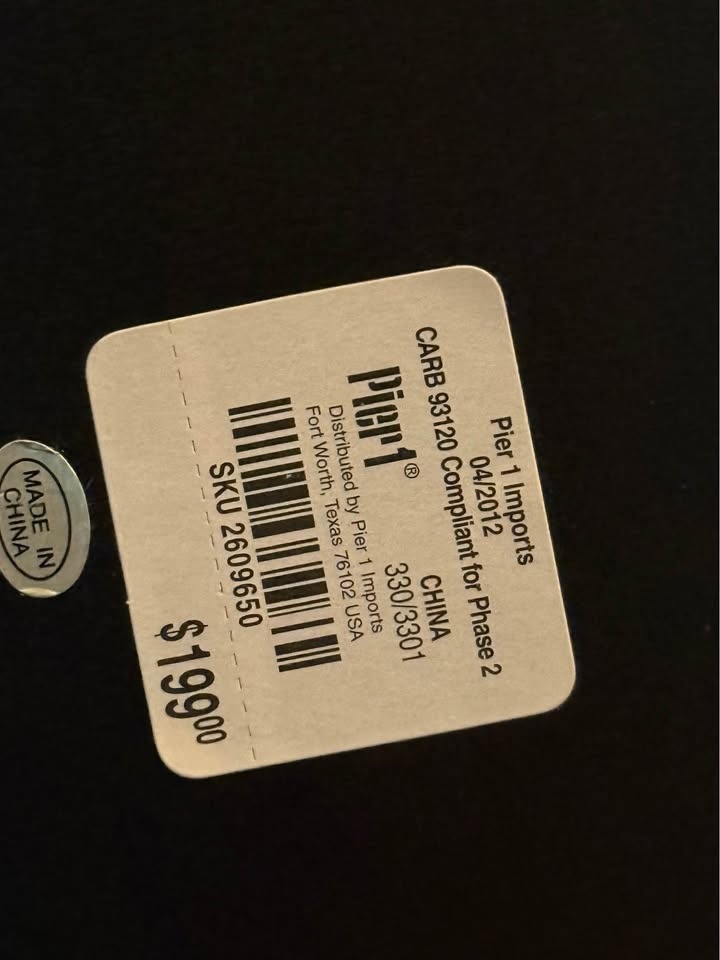 Pier 1 Imports
04/2012
CARB 93120 Compliant for Phase 2
CHINA
330/3301
Pier1®
Distributed by Pier 1 Imports
Fort Worth, Texas 76102 USA
SKU 2609650
$199.00
MADE IN
CHINA